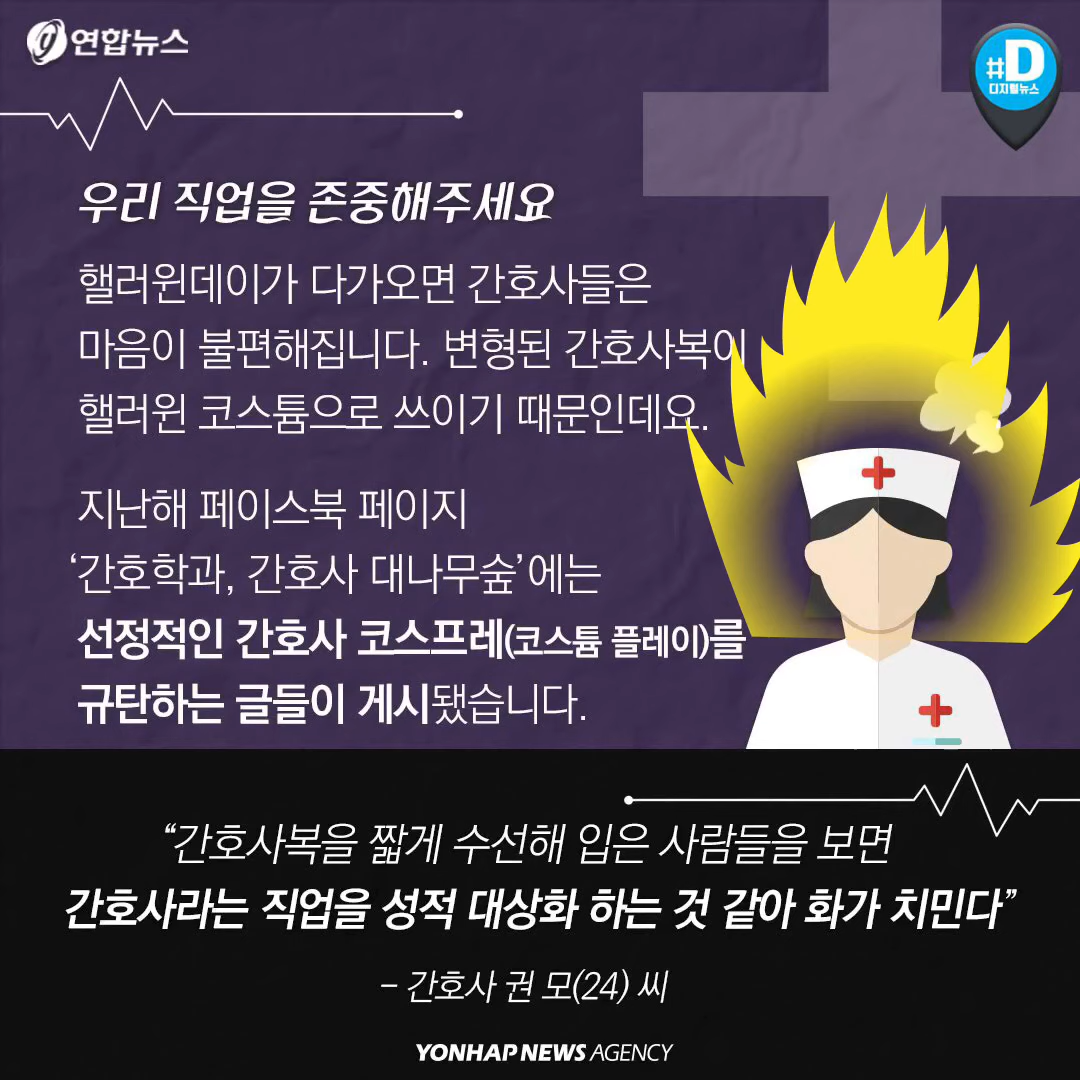 연합뉴스
#D
디지털뉴스
우리 직업을 존중해주세요
핼러윈데이가 다가오면 간호사들은
마음이 불편해집니다. 변형된 간호사복이
핼러윈 코스튬으로 쓰이기 때문인데요.
지난해 페이스북 페이지
‘간호학과, 간호사 대나무숲’에는
선정적인 간호사 코스프레(코스튬 플레이)를
규탄하는 글들이 게시됐습니다.
“간호사복을 짧게 수선해 입은 사람들을 보면
간호사라는 직업을 성적 대상화 하는 것 같아 화가 치민다”
– 간호사 권 모(24) 씨
YONHAP NEWS AGENCY